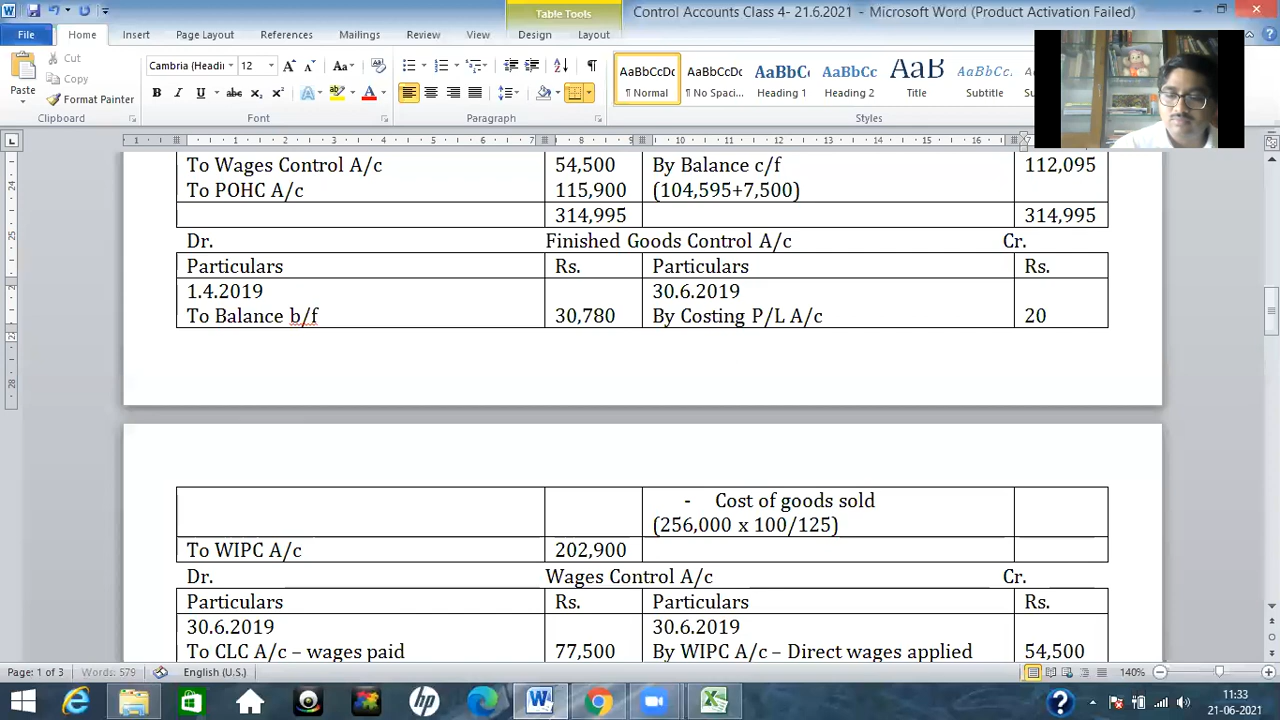 Table Tools
Control Accounts Class 4- 21.6.2021 - Microsoft Word (Product Activation Failed)
File Home Insert Page Layout References Mailings Review View Design Layout
Paste
Cut
Copy
Format Painter
Clipboard
Cambria (Headi 12
Font
Paragraph
AaBbCcDc AaBbCcDc AaBbC AaBbC AaB AaBbCc.
¶ Normal ¶ No Spaci... Heading 1 Heading 2 Title Subtitle
Styles
To Wages Control A/c 54,500 By Balance c/f 112,095
To POHC A/c 115,900 (104,595+7,500)
314,995 314,995
Dr. Finished Goods Control A/c Cr.
Particulars Rs. Particulars Rs.
1.4.2019 30.6.2019
To Balance b/f 30,780 By Costing P/L A/c 20
- Cost of goods sold
(256,000 x 100/125)
To WIPC A/c 202,900
Dr. Wages Control A/c Cr.
Particulars Rs. Particulars Rs.
30.6.2019 30.6.2019
To CLC A/c – wages paid 77,500 By WIPC A/c – Direct wages applied 54,500
Page: 1 of 3 Words: 579 English (U.S.) 140%
11:33
21-06-2021